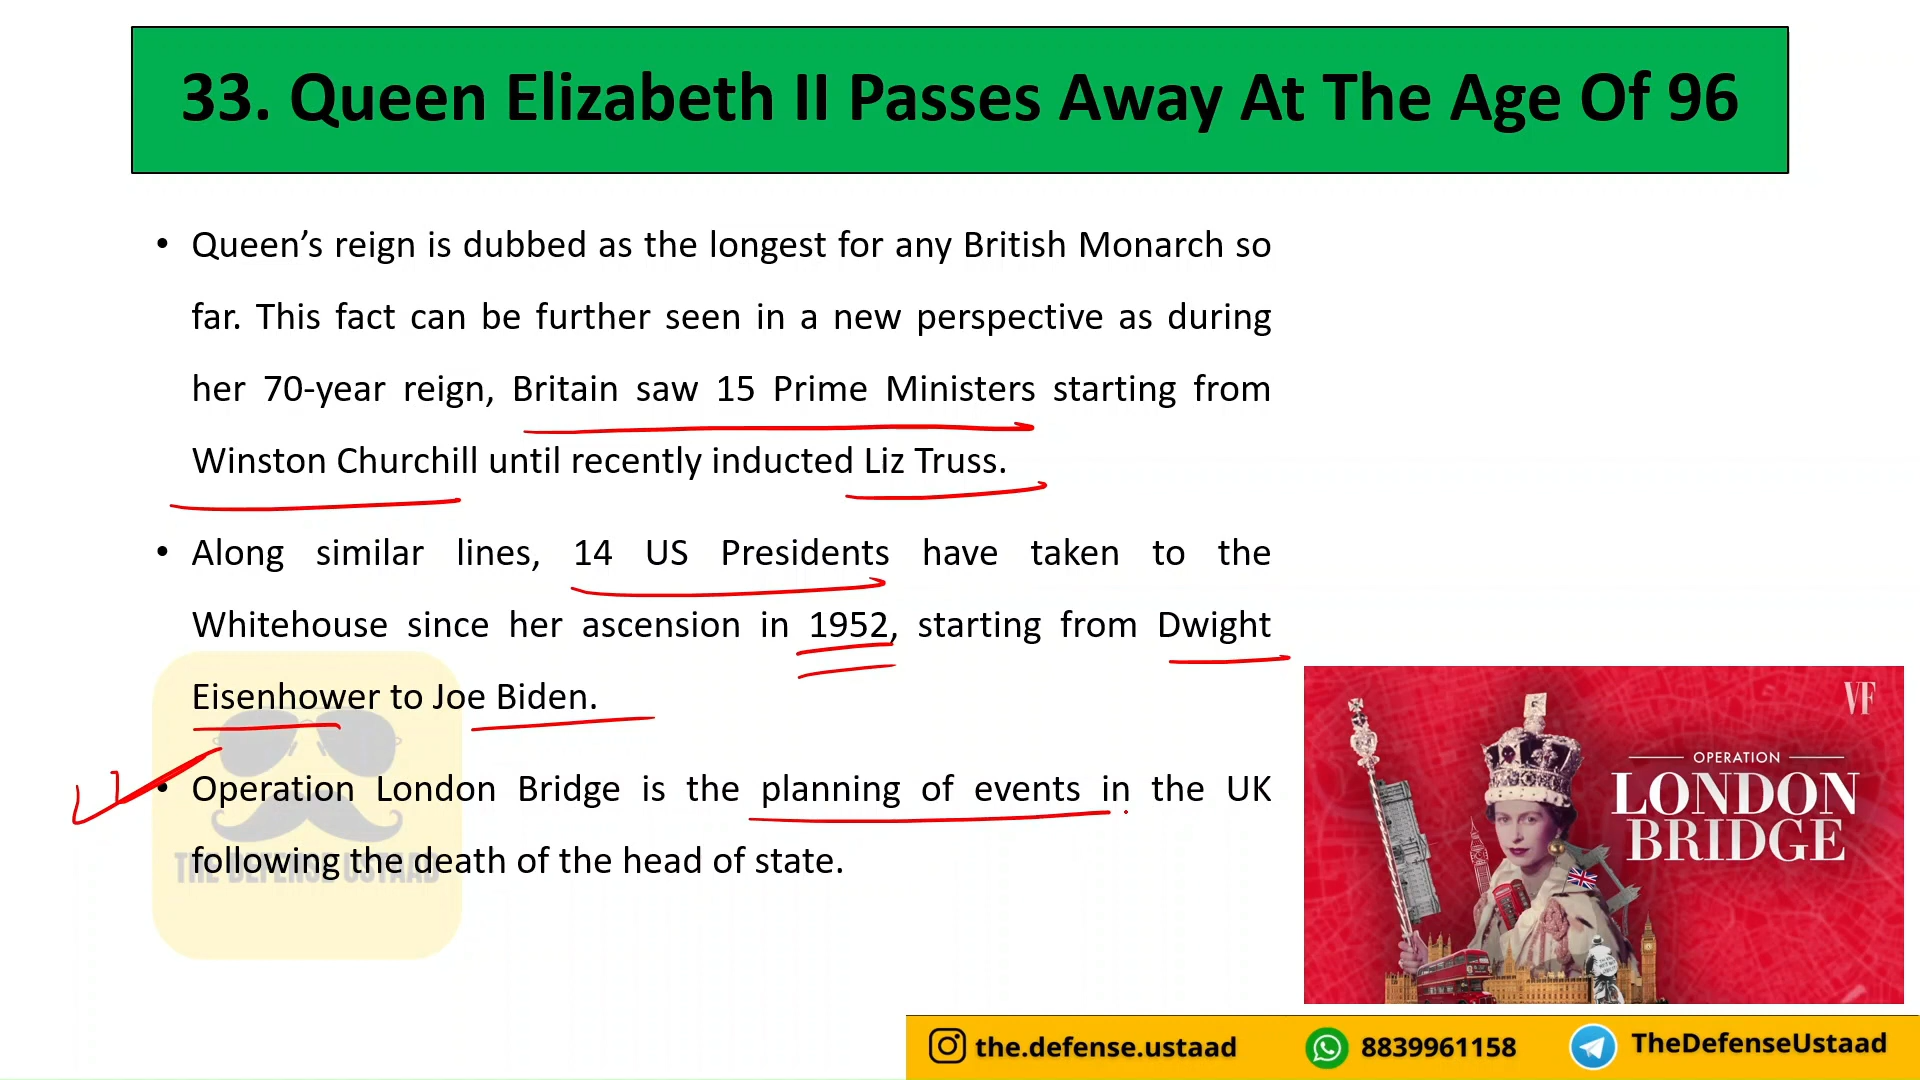 33. Queen Elizabeth II Passes Away At The Age Of 96
• Queen’s reign is dubbed as the longest for any British Monarch so
far. This fact can be further seen in a new perspective as during
her 70-year reign, Britain saw 15 Prime Ministers starting from
Winston Churchill until recently inducted Liz Truss.
• Along similar lines, 14 US Presidents have taken to the
Whitehouse since her ascension in 1952, starting from Dwight
Eisenhower to Joe Biden.
• Operation London Bridge is the planning of events in the UK
following the death of the head of state.
THE DEFENSE USTAAD
VF
OPERATION
LONDON
BRIDGE
the.defense.ustaad
8839961158
TheDefenseUstaad